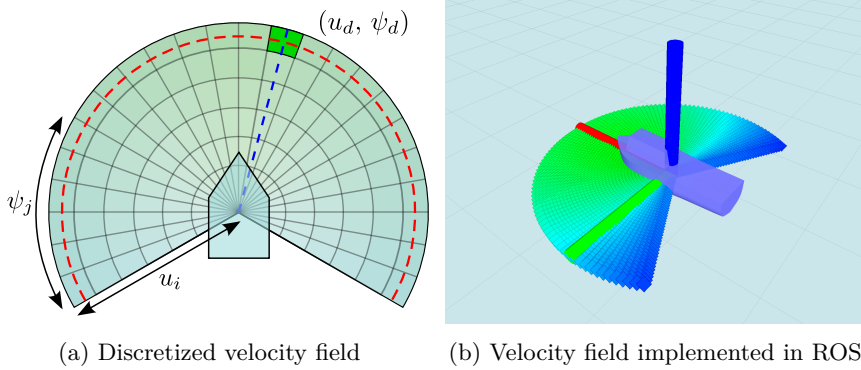 (u_d, ψ_d)
ψ_j
u_i
(a) Discretized velocity field
(b) Velocity field implemented in ROS